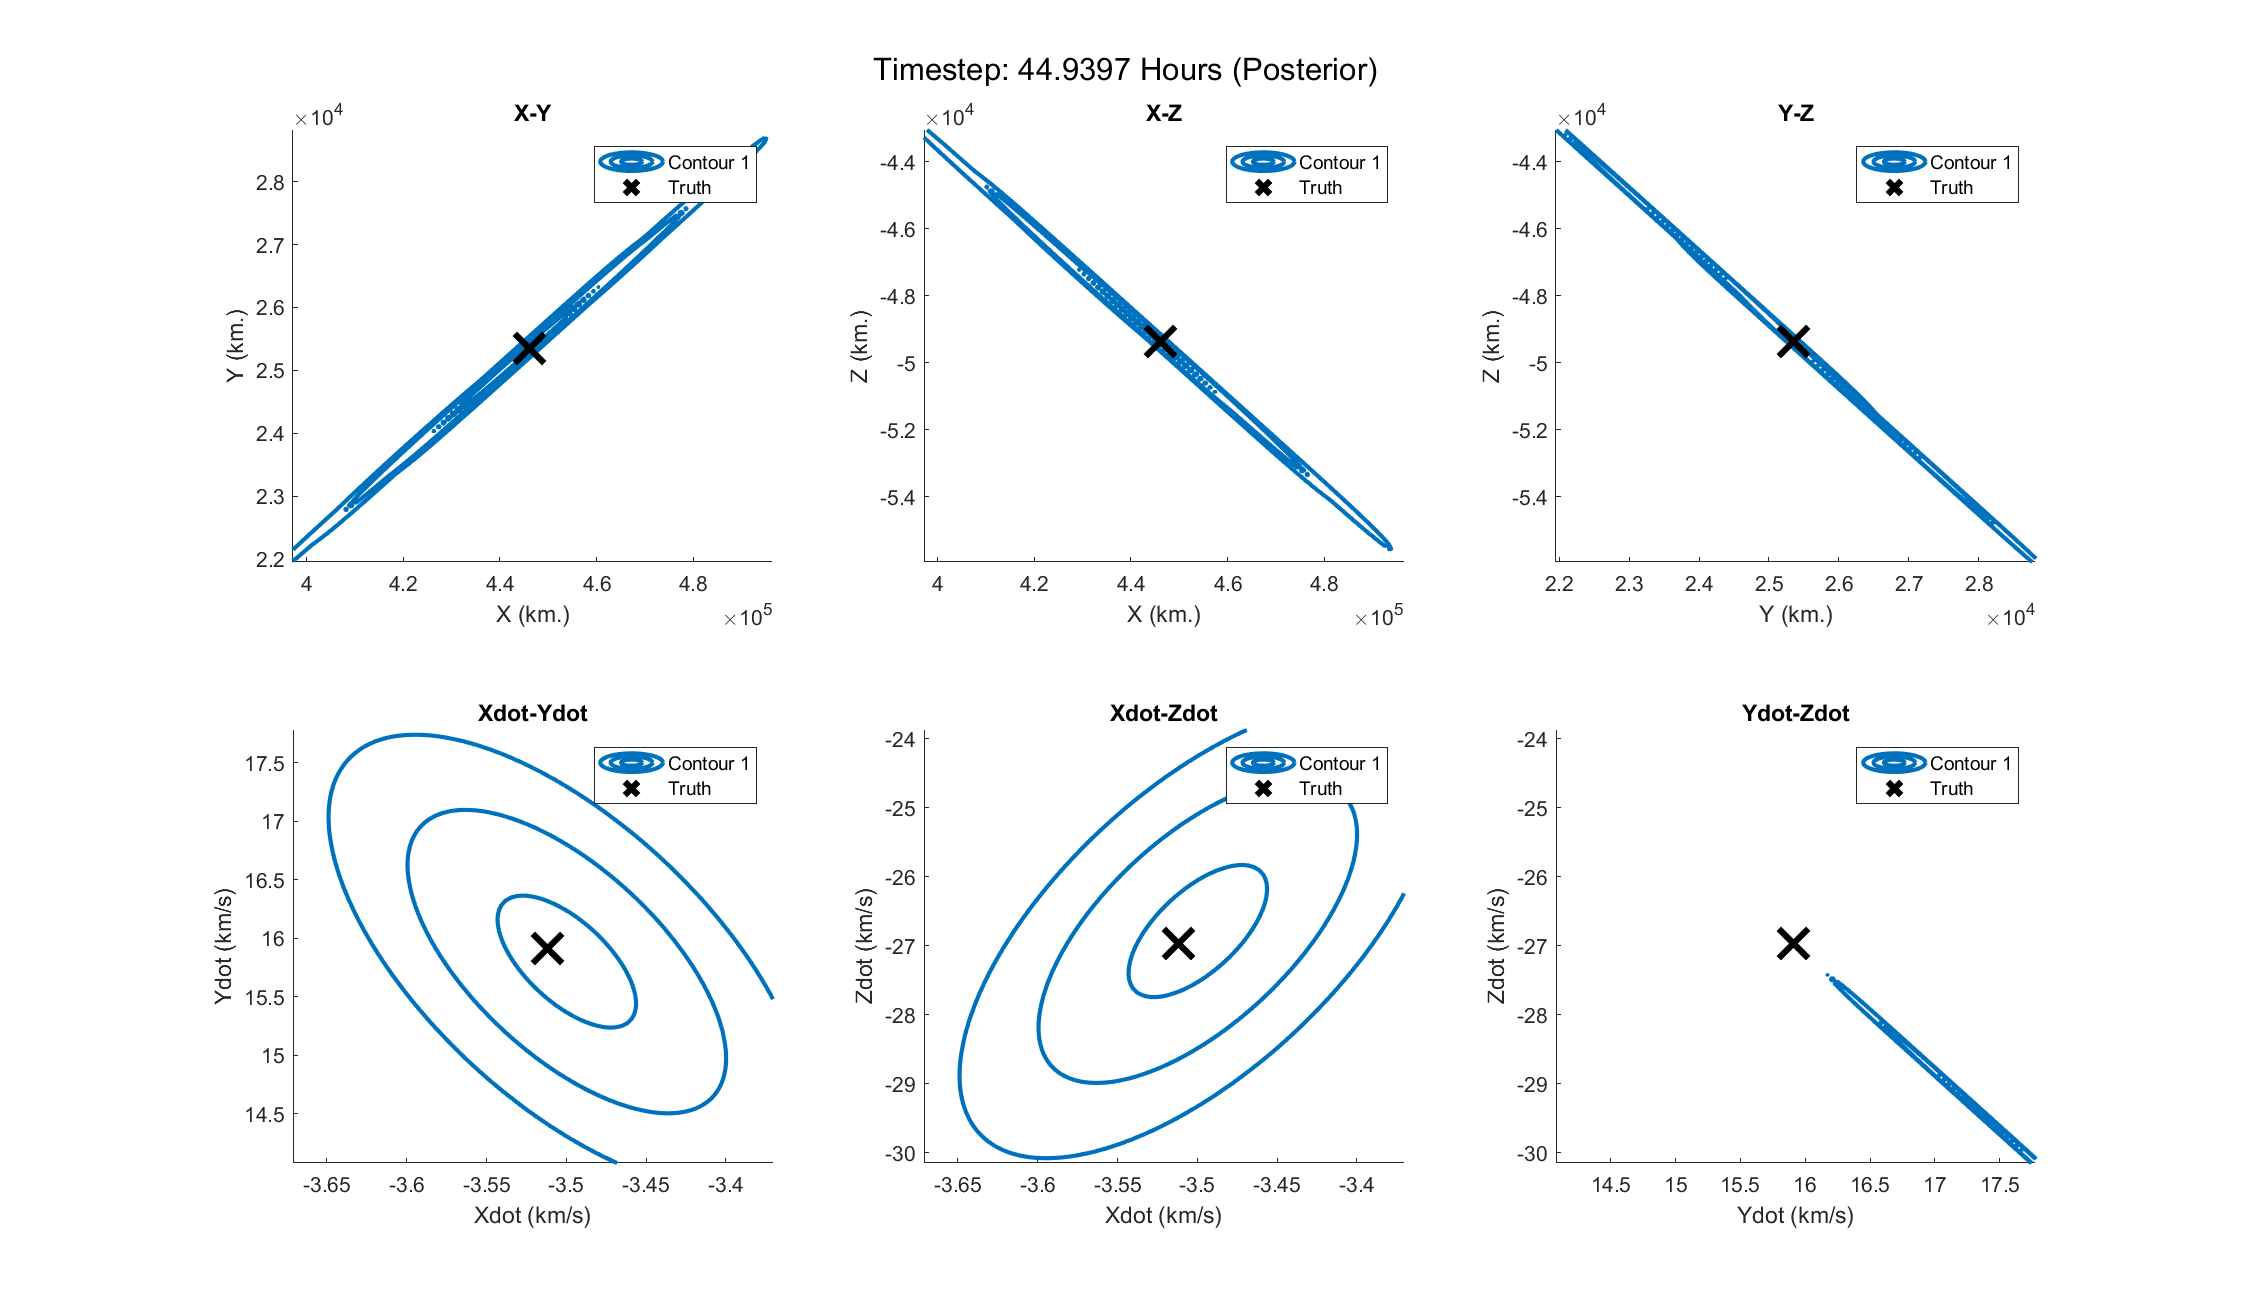 Timestep: 44.9397 Hours (Posterior)
X-Y
×10^4
2.8
2.7
2.6
2.5
2.4
2.3
2.2
Y (km.)
4 4.2 4.4 4.6 4.8
X (km.)
×10^5
Contour 1
Truth
X-Z
×10^4
-4.4
-4.6
-4.8
-5
-5.2
-5.4
Z (km.)
4 4.2 4.4 4.6 4.8
X (km.)
×10^5
Contour 1
Truth
Y-Z
×10^4
-4.4
-4.6
-4.8
-5
-5.2
-5.4
Z (km.)
2.2 2.3 2.4 2.5 2.6 2.7 2.8
Y (km.)
×10^4
Contour 1
Truth
Xdot-Ydot
17.5
17
16.5
16
15.5
15
14.5
Ydot (km/s)
-3.65 -3.6 -3.55 -3.5 -3.45 -3.4
Xdot (km/s)
Contour 1
Truth
Xdot-Zdot
-24
-25
-26
-27
-28
-29
-30
Zdot (km/s)
-3.65 -3.6 -3.55 -3.5 -3.45 -3.4
Xdot (km/s)
Contour 1
Truth
Ydot-Zdot
-24
-25
-26
-27
-28
-29
-30
Zdot (km/s)
14.5 15 15.5 16 16.5 17 17.5
Ydot (km/s)
Contour 1
Truth